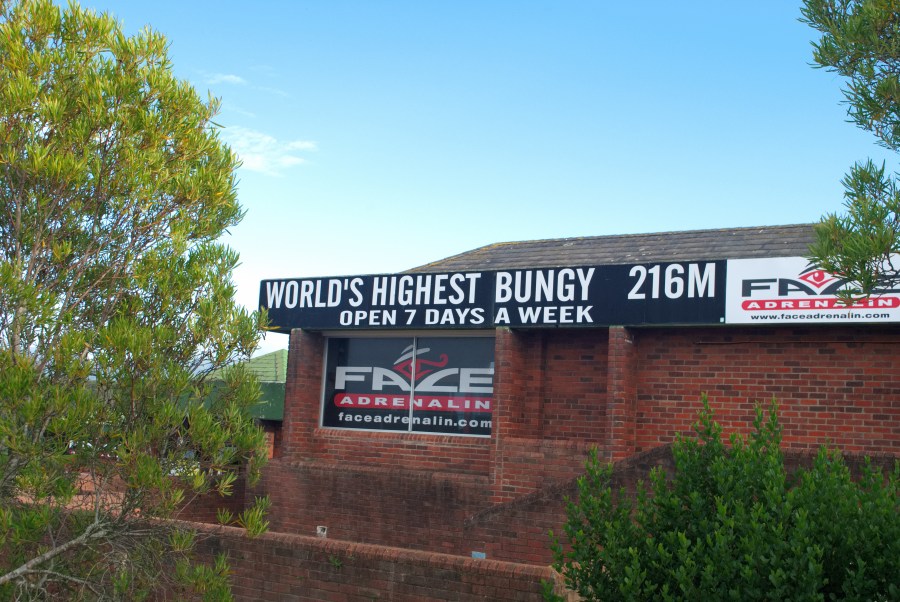 WORLD'S HIGHEST BUNGY 216M
OPEN 7 DAYS A WEEK
FACE
ADRENALIN
www.faceadrenalin.com
FACE
ADRENALIN
faceadrenalin.com